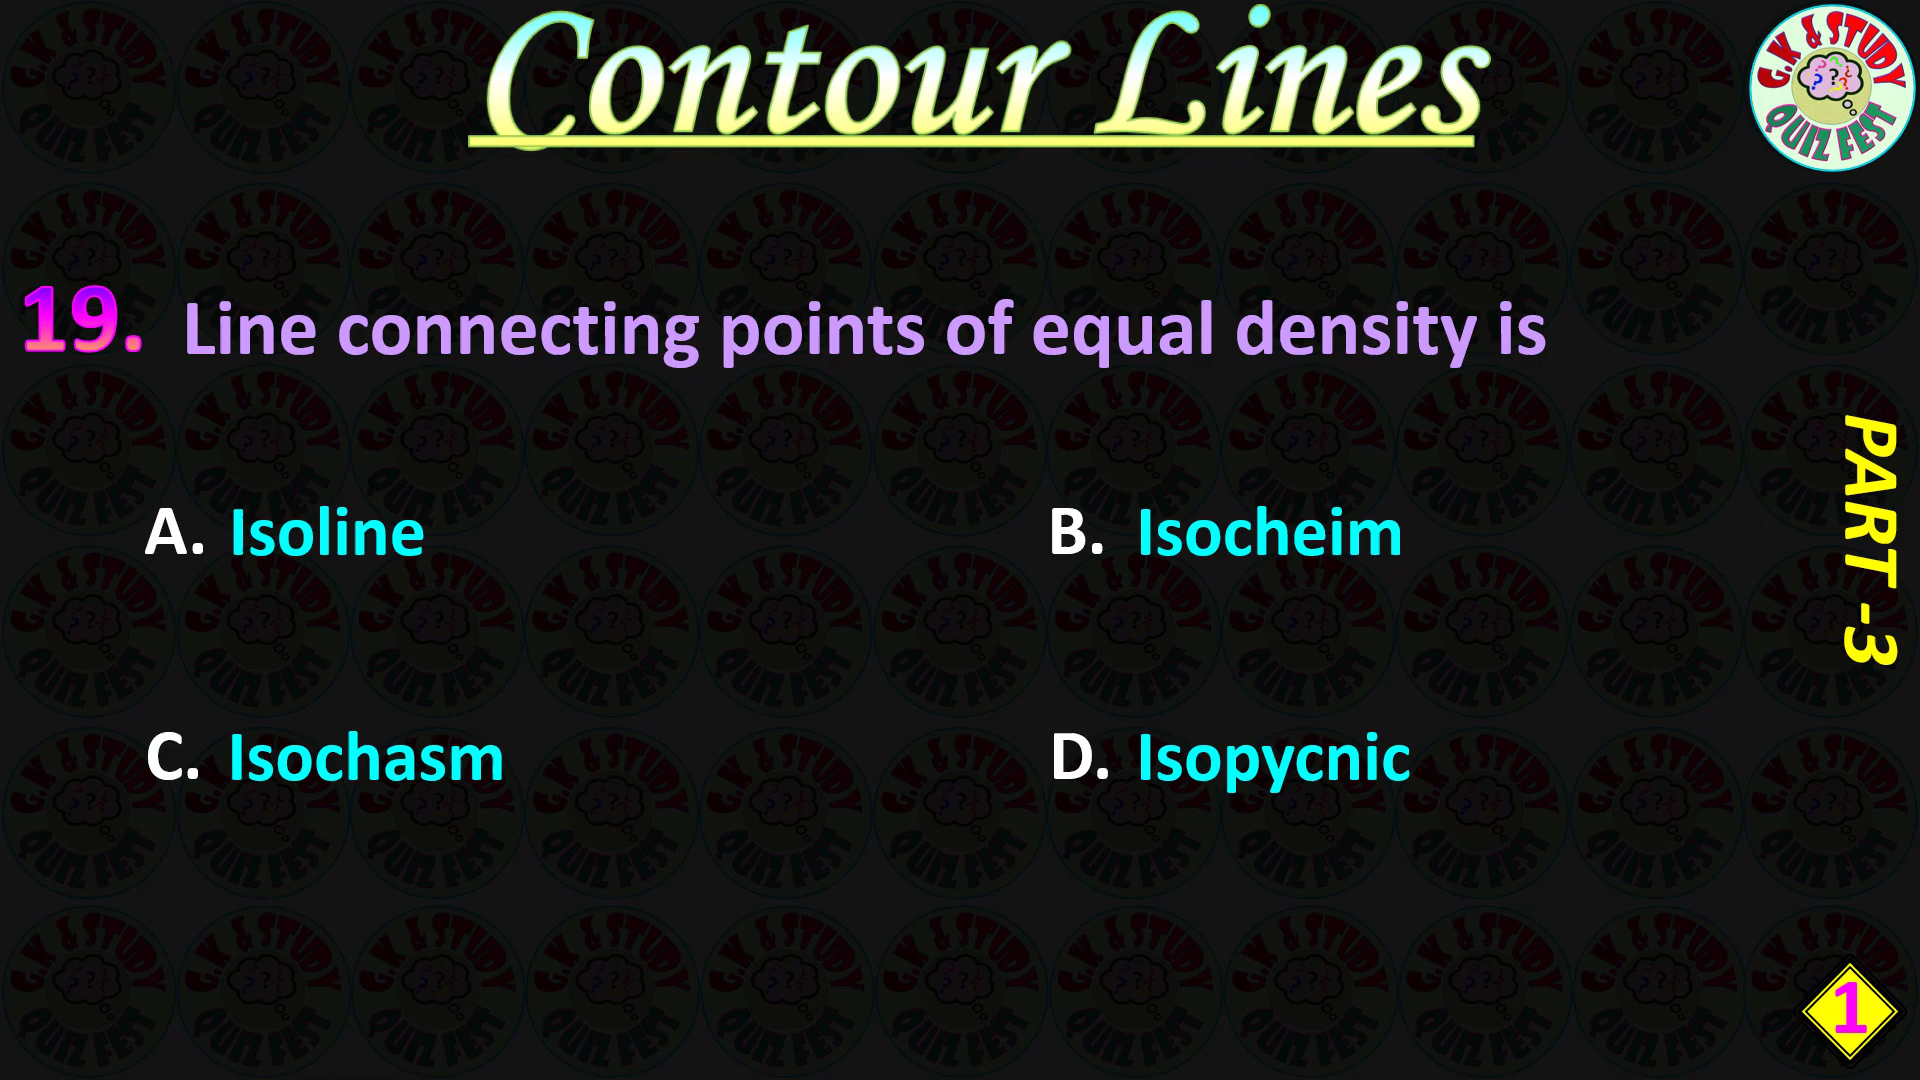 Contour Lines
G.K & STUDY
QUIZ FEST
19. Line connecting points of equal density is
A. Isoline
B. Isocheim
C. Isochasm
D. Isopycnic
PART -3
1